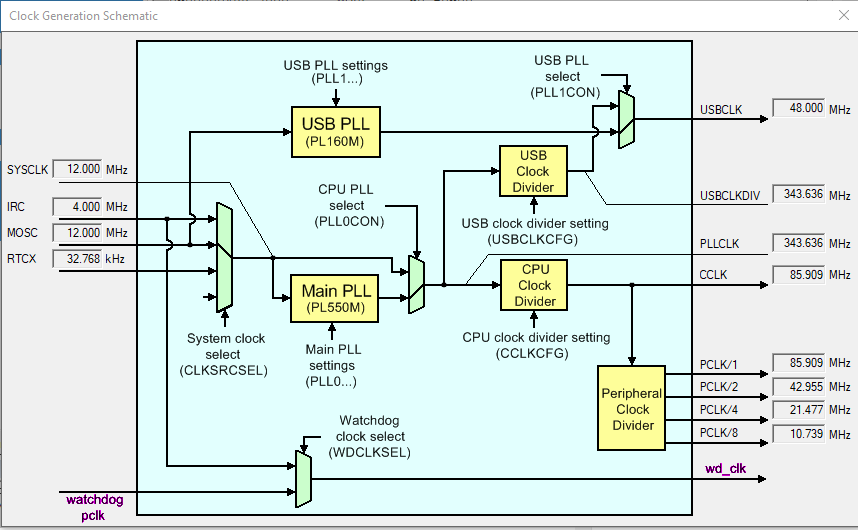 Clock Generation Schematic
USB PLL settings
(PLL1...)
USB PLL
select
(PLL1CON)
USB PLL
(PL160M)
USBCLK 48.000 MHz
SYSCLK 12.000 MHz
IRC 4.000 MHz
MOSC 12.000 MHz
RTCX 32.768 kHz
CPU PLL
select
(PLL0CON)
USB
Clock
Divider
USBCLKDIV 343.636 MHz
USB clock divider setting
(USBCLKCFG)
PLLCLK 343.636 MHz
Main PLL
(PL550M)
CPU
Clock
Divider
CCLK 85.909 MHz
System clock
select
(CLKSRCSEL)
Main PLL
settings
(PLL0...)
CPU clock divider setting
(CCLKCFG)
Peripheral
Clock
Divider
PCLK/1 85.909 MHz
PCLK/2 42.955 MHz
PCLK/4 21.477 MHz
PCLK/8 10.739 MHz
Watchdog
clock select
(WDCLKSEL)
wd_clk
watchdog
pclk